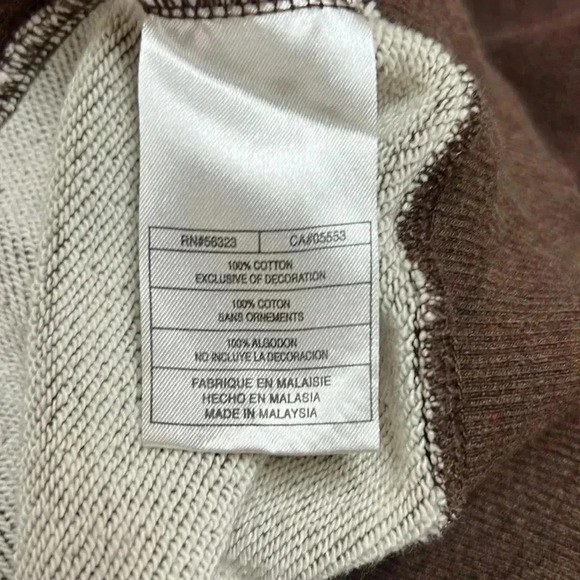 RN#56323 CA#05553
100% COTTON
EXCLUSIVE OF DECORATION
100% COTON
SANS ORNEMENTS
100% ALGODON
NO INCLUYE LA DECORACION
FABRIQUE EN MALAISIE
HECHO EN MALASIA
MADE IN MALAYSIA